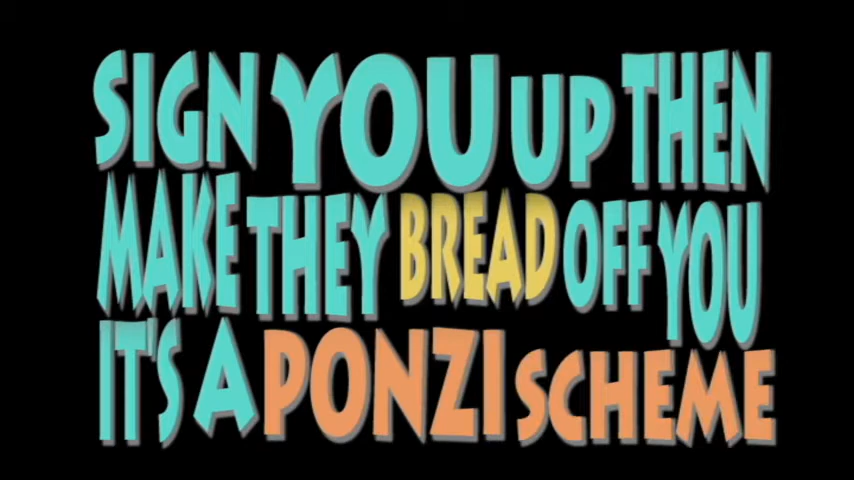 SIGN YOU UP THEN
MAKE THEY BREAD OFF YOU
IT'S A PONZI SCHEME